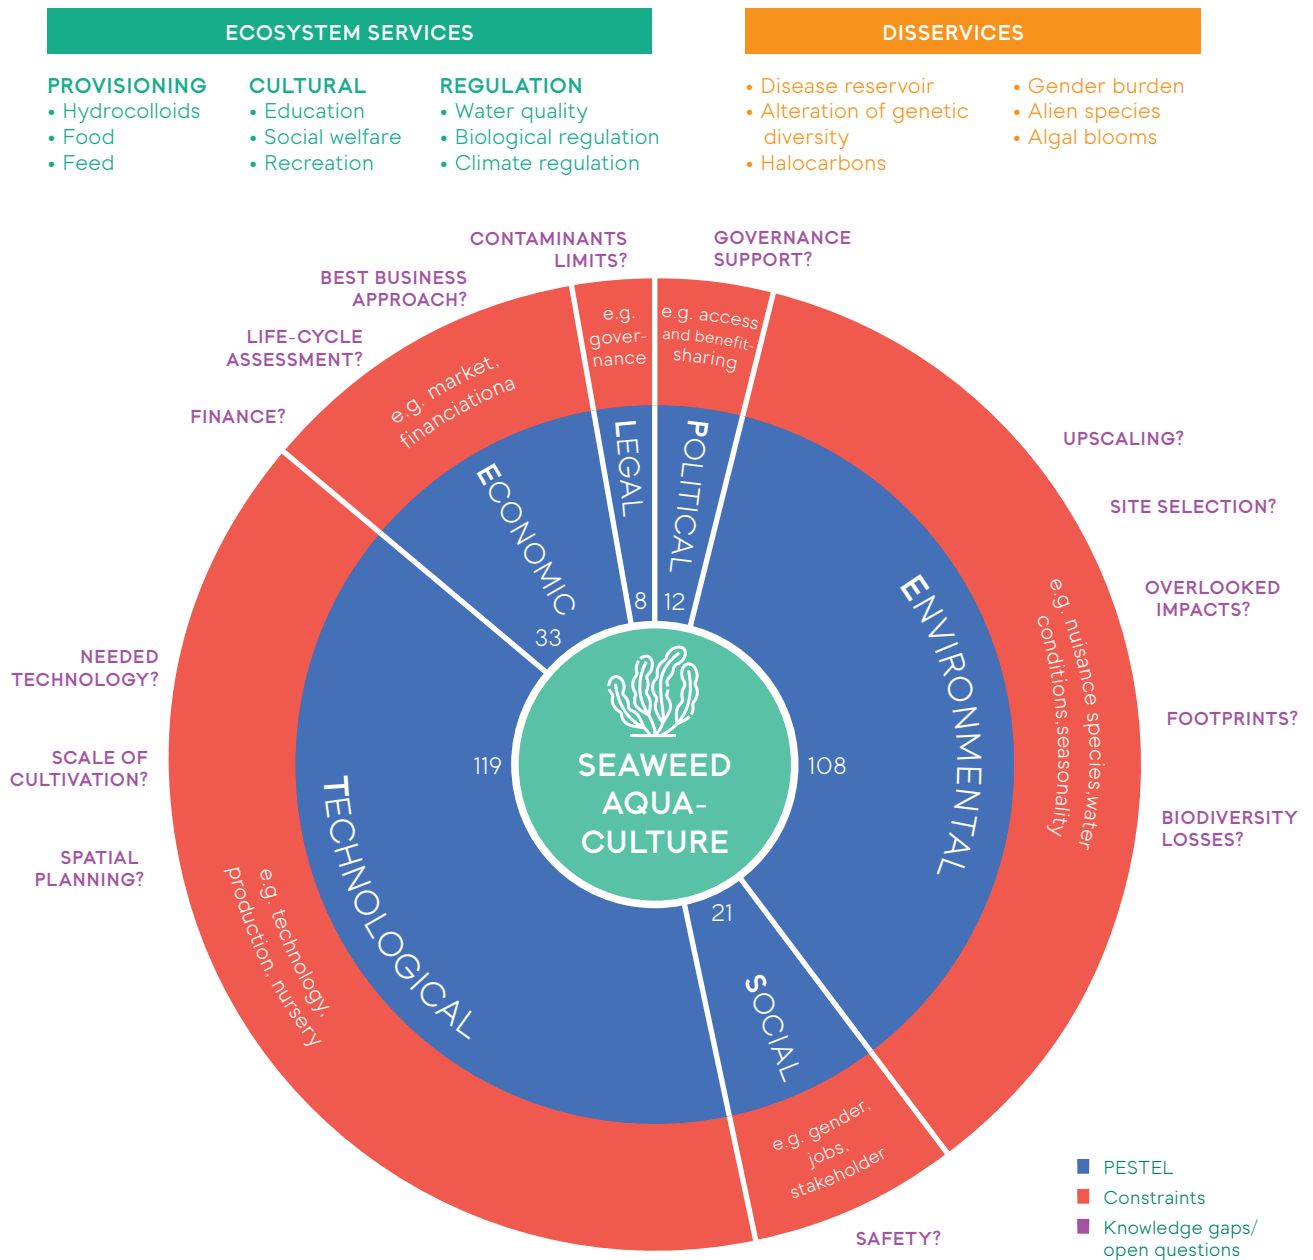 ECOSYSTEM SERVICES
DISSERVICES
PROVISIONING
• Hydrocolloids
• Food
• Feed
CULTURAL
• Education
• Social welfare
• Recreation
REGULATION
• Water quality
• Biological regulation
• Climate regulation
• Disease reservoir
• Alteration of genetic
diversity
• Halocarbons
• Gender burden
• Alien species
• Algal blooms
CONTAMINANTS
LIMITS?
GOVERNANCE
SUPPORT?
BEST BUSINESS
APPROACH?
LIFE-CYCLE
ASSESSMENT?
FINANCE?
NEEDED
TECHNOLOGY?
SCALE OF
CULTIVATION?
SPATIAL
PLANNING?
UPSCALING?
SITE SELECTION?
OVERLOOKED
IMPACTS?
FOOTPRINTS?
BIODIVERSITY
LOSSES?
SAFETY?
e.g. market,
financiationa
e.g.
gover-
nance
e.g. access
and benefit-
sharing
e.g. nuisance species,water
conditions,seasonality
e.g. gender,
jobs,
stakeholder
e.g. technology,
production, nursery
ECONOMIC
33
LEGAL
8
POLITICAL
12
ENVIRONMENTAL
108
SOCIAL
21
TECHNOLOGICAL
119
SEAWEED
AQUA-
CULTURE
PESTEL
Constraints
Knowledge gaps/
open questions